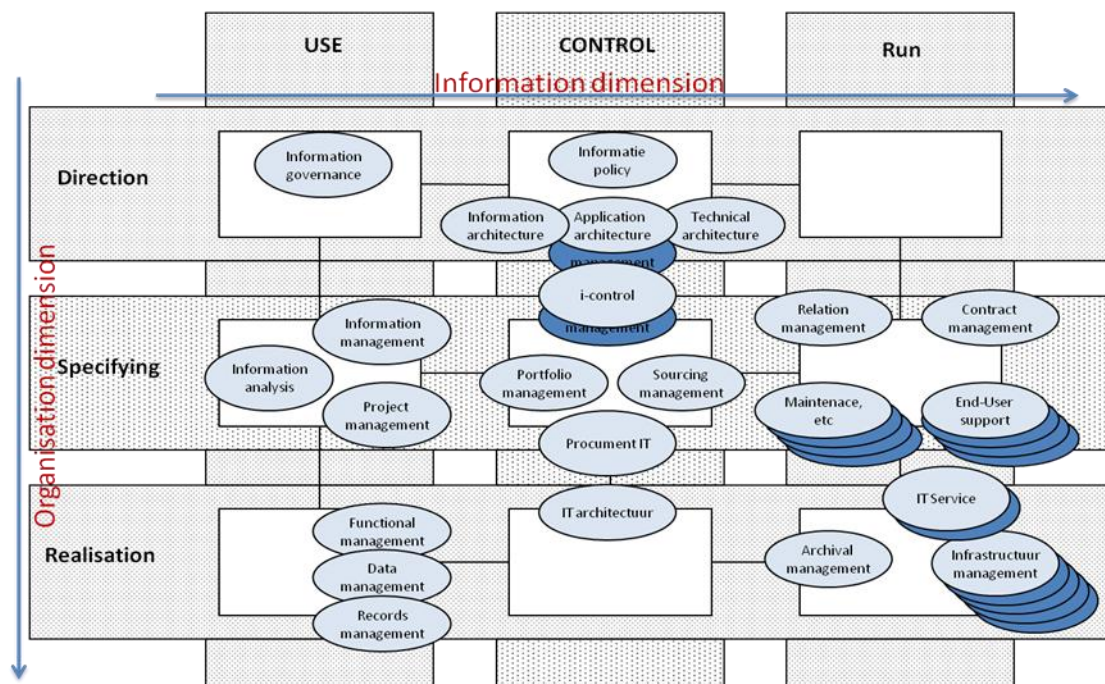 USE
CONTROL
Run
Information dimension
Organisation dimension
Direction
Information
governance
Informatie
policy
Information
architecture
Application
architecture
Technical
architecture
management
i-control
management
Specifying
Information
management
Information
analysis
Project
management
Portfolio
management
Sourcing
management
Procument IT
Relation
management
Contract
management
Maintenace,
etc
End-User
support
Realisation
Functional
management
Data
management
Records
management
IT architectuur
IT Service
Archival
management
Infrastructuur
management